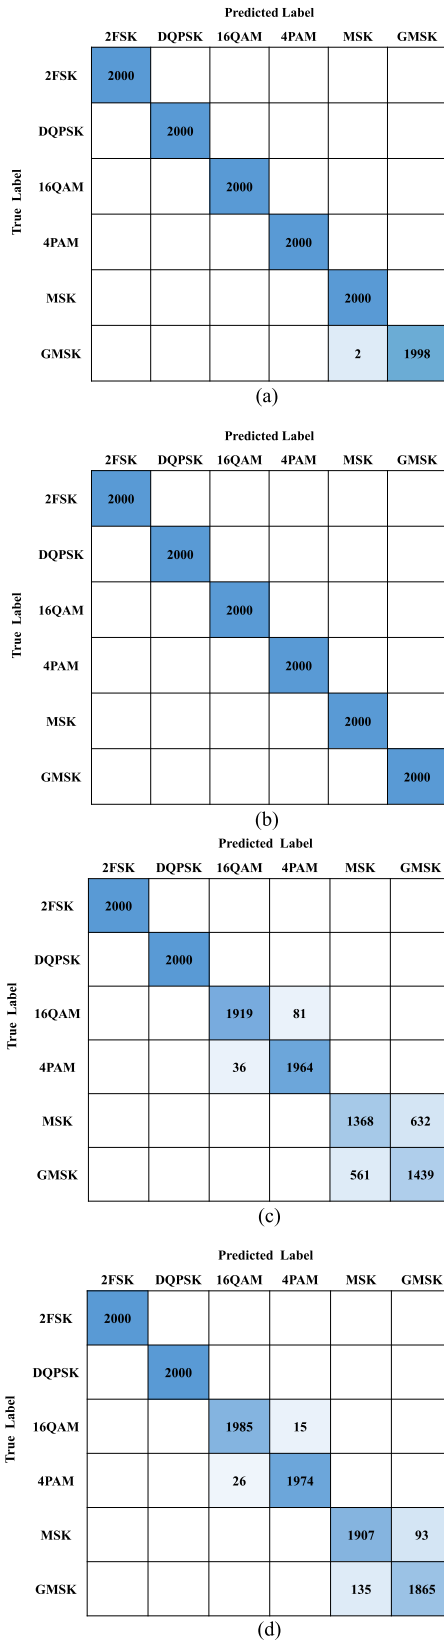 Predicted Label
2FSK DQPSK 16QAM 4PAM MSK GMSK
True Label
2FSK 2000
DQPSK 2000
16QAM 2000
4PAM 2000
MSK 2000
GMSK 2 1998
(a)
Predicted Label
2FSK DQPSK 16QAM 4PAM MSK GMSK
True Label
2FSK 2000
DQPSK 2000
16QAM 2000
4PAM 2000
MSK 2000
GMSK 2000
(b)
Predicted Label
2FSK DQPSK 16QAM 4PAM MSK GMSK
True Label
2FSK 2000
DQPSK 2000
16QAM 1919 81
4PAM 36 1964
MSK 1368 632
GMSK 561 1439
(c)
Predicted Label
2FSK DQPSK 16QAM 4PAM MSK GMSK
True Label
2FSK 2000
DQPSK 2000
16QAM 1985 15
4PAM 26 1974
MSK 1907 93
GMSK 135 1865
(d)